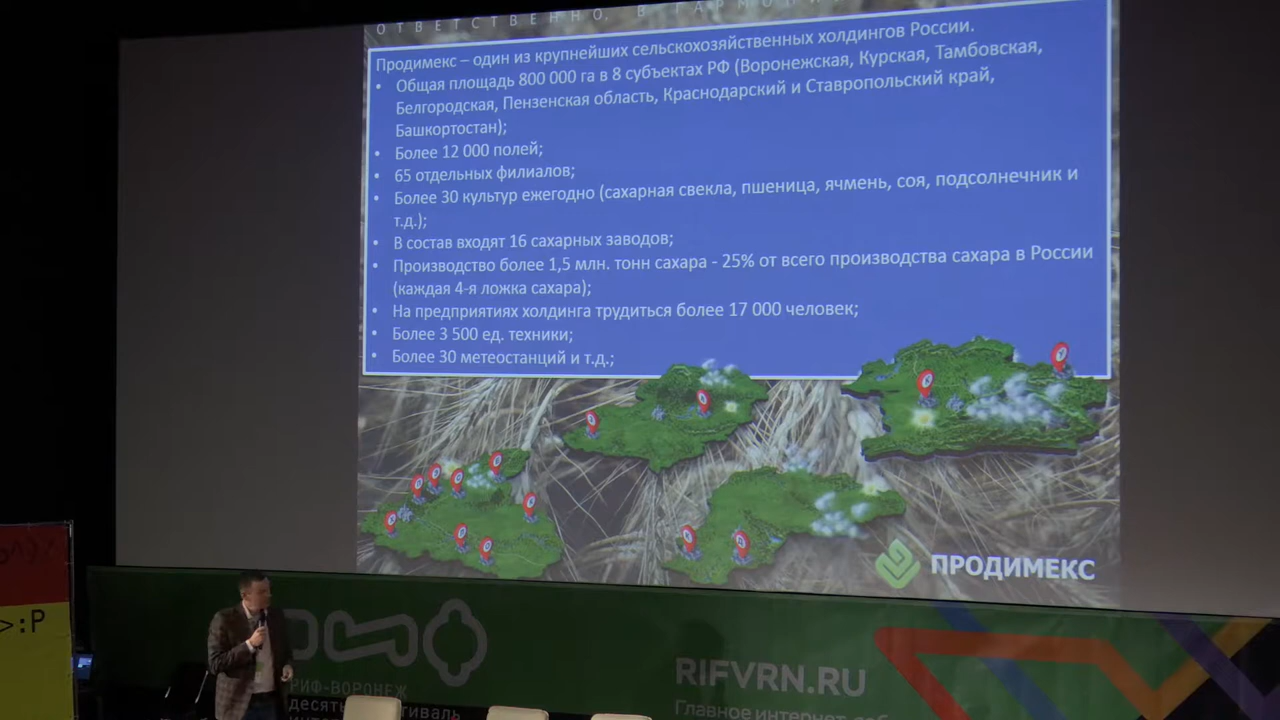 ОТВЕТСТВЕННО, В ГАРМОНИ
Продимекс – один из крупнейших сельскохозяйственных холдингов России.
• Общая площадь 800 000 га в 8 субъектах РФ (Воронежская, Курская, Тамбовская,
Белгородская, Пензенская область, Краснодарский и Ставропольский край,
Башкортостан);
• Более 12 000 полей;
• 65 отдельных филиалов;
• Более 30 культур ежегодно (сахарная свекла, пшеница, ячмень, соя, подсолнечник и
т.д.);
• В состав входят 16 сахарных заводов;
• Производство более 1,5 млн. тонн сахара - 25% от всего производства сахара в России
(каждая 4-я ложка сахара);
• На предприятиях холдинга трудиться более 17 000 человек;
• Более 3 500 ед. техники;
• Более 30 метеостанций и т.д.;
ПРОДИМЕКС
>:P
РИФ-ВОРОНЕЖ
RIFVRN.RU
Главное интернет-